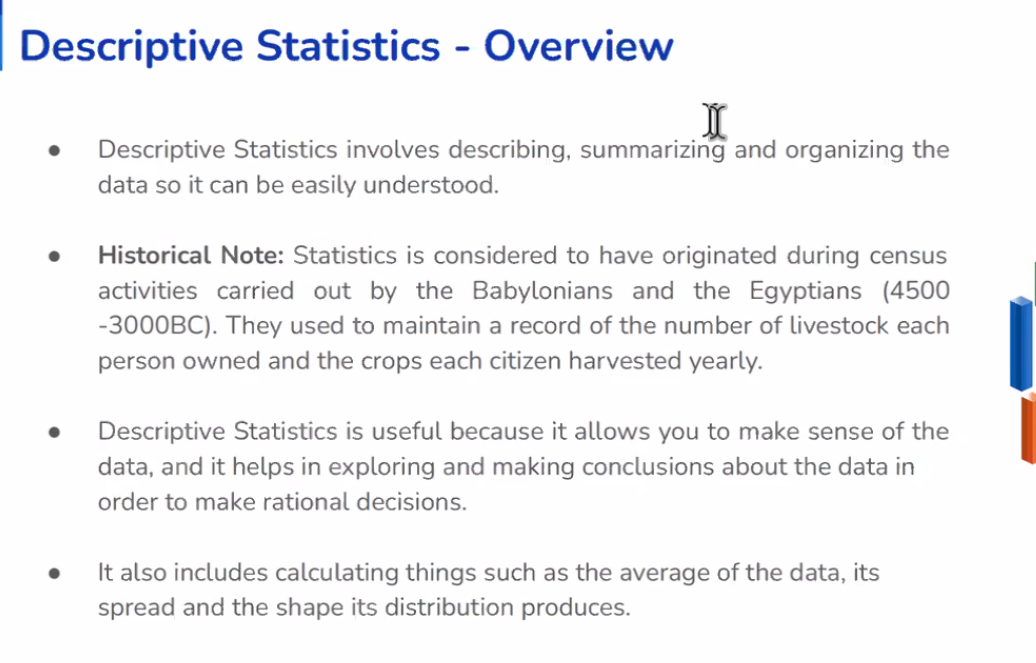 Descriptive Statistics - Overview
● Descriptive Statistics involves describing, summarizing and organizing the
data so it can be easily understood.
● Historical Note: Statistics is considered to have originated during census
activities carried out by the Babylonians and the Egyptians (4500
-3000BC). They used to maintain a record of the number of livestock each
person owned and the crops each citizen harvested yearly.
● Descriptive Statistics is useful because it allows you to make sense of the
data, and it helps in exploring and making conclusions about the data in
order to make rational decisions.
● It also includes calculating things such as the average of the data, its
spread and the shape its distribution produces.